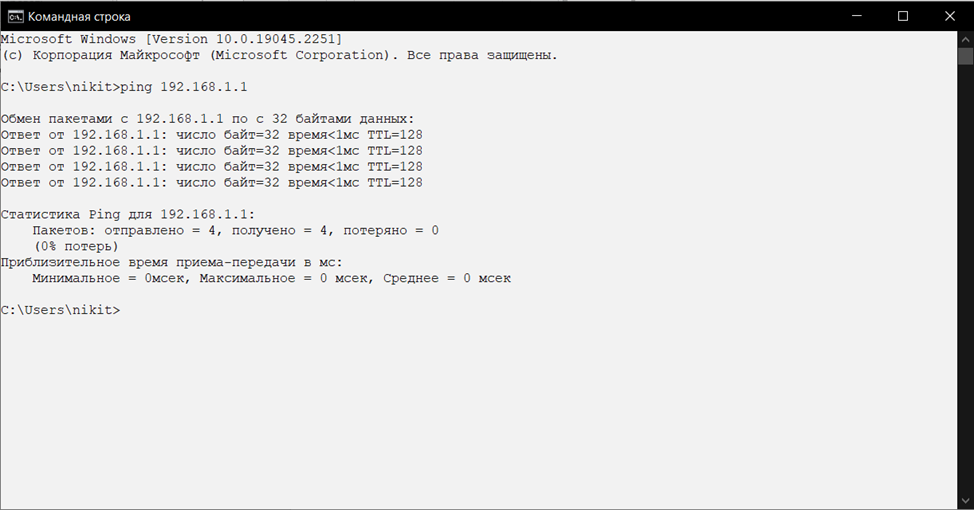 Командная строка
Microsoft Windows [Version 10.0.19045.2251]
(c) Корпорация Майкрософт (Microsoft Corporation). Все права защищены.
C:\Users\nikit>ping 192.168.1.1
Обмен пакетами с 192.168.1.1 по с 32 байтами данных:
Ответ от 192.168.1.1: число байт=32 время<1мс TTL=128
Ответ от 192.168.1.1: число байт=32 время<1мс TTL=128
Ответ от 192.168.1.1: число байт=32 время<1мс TTL=128
Ответ от 192.168.1.1: число байт=32 время<1мс TTL=128
Статистика Ping для 192.168.1.1:
Пакетов: отправлено = 4, получено = 4, потеряно = 0
(0% потерь)
Приблизительное время приема-передачи в мс:
Минимальное = 0мсек, Максимальное = 0 мсек, Среднее = 0 мсек
C:\Users\nikit>